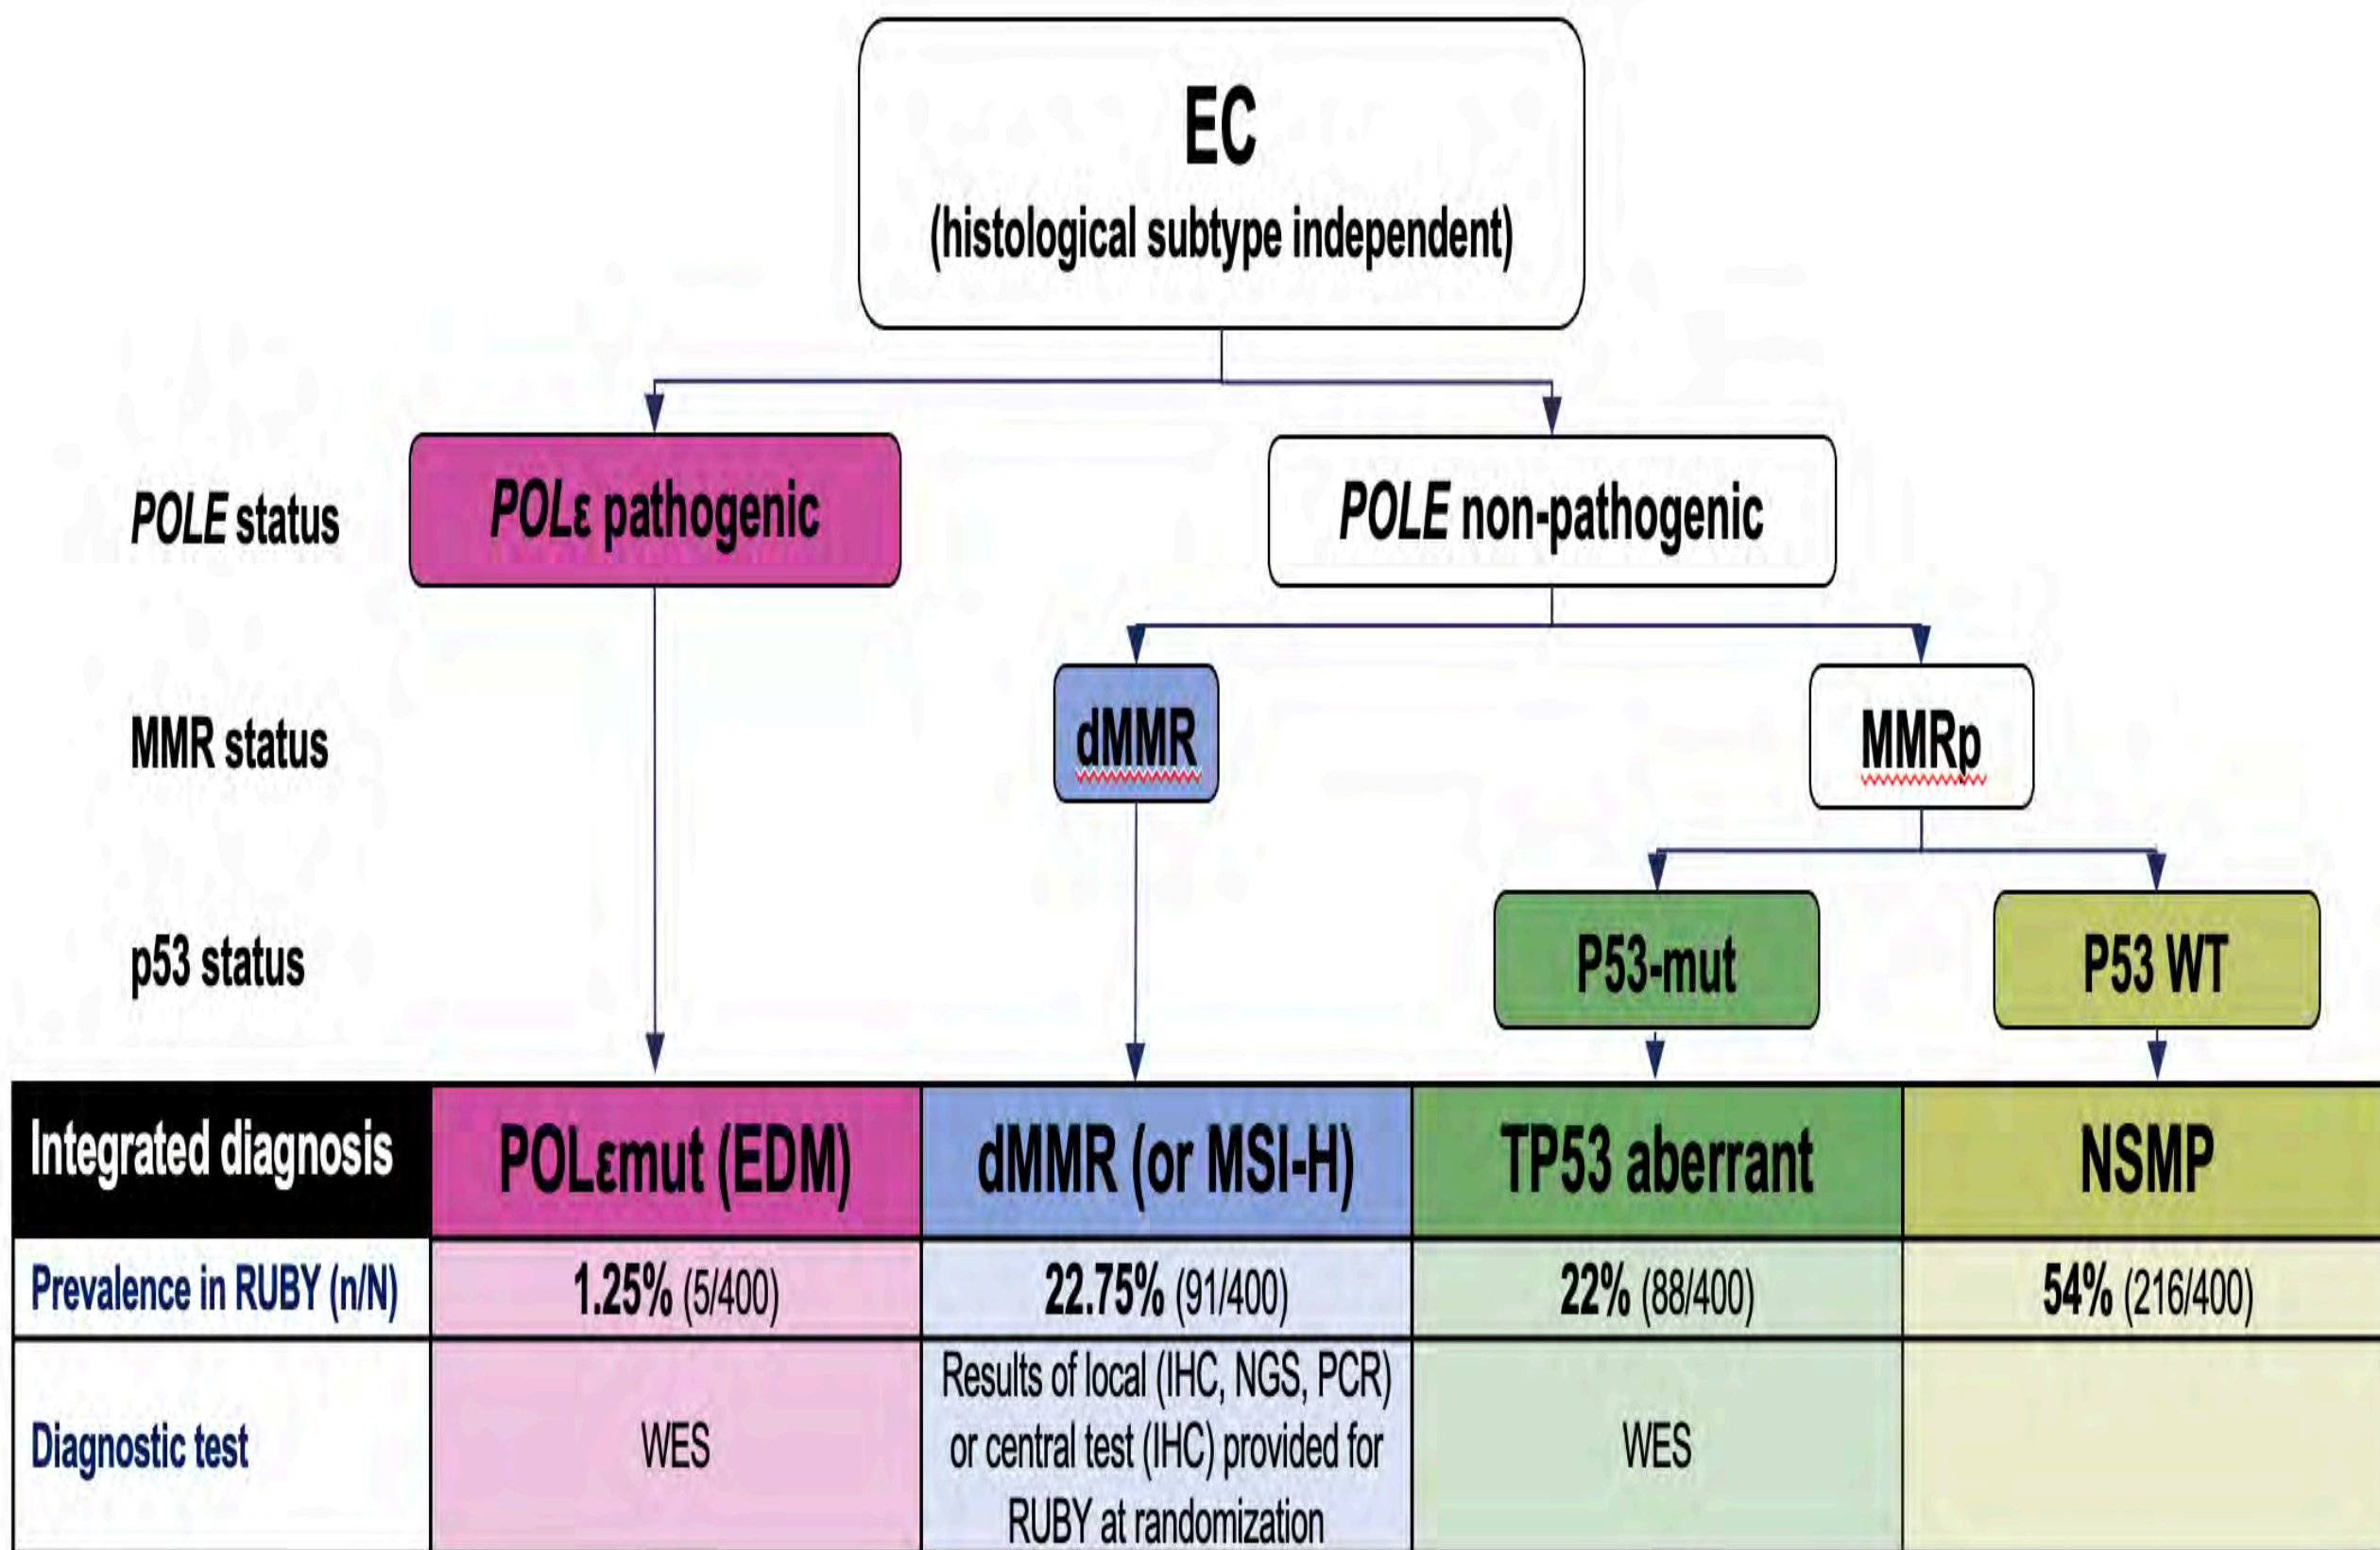 EC
(histological subtype independent)
POLE status
POLε pathogenic
POLE non-pathogenic
MMR status
dMMR
MMRp
p53 status
P53-mut
P53 WT
Integrated diagnosis
POLεmut (EDM)
dMMR (or MSI-H)
TP53 aberrant
NSMP
Prevalence in RUBY (n/N)
1.25% (5/400)
22.75% (91/400)
22% (88/400)
54% (216/400)
Diagnostic test
WES
Results of local (IHC, NGS, PCR)
or central test (IHC) provided for
RUBY at randomization
WES